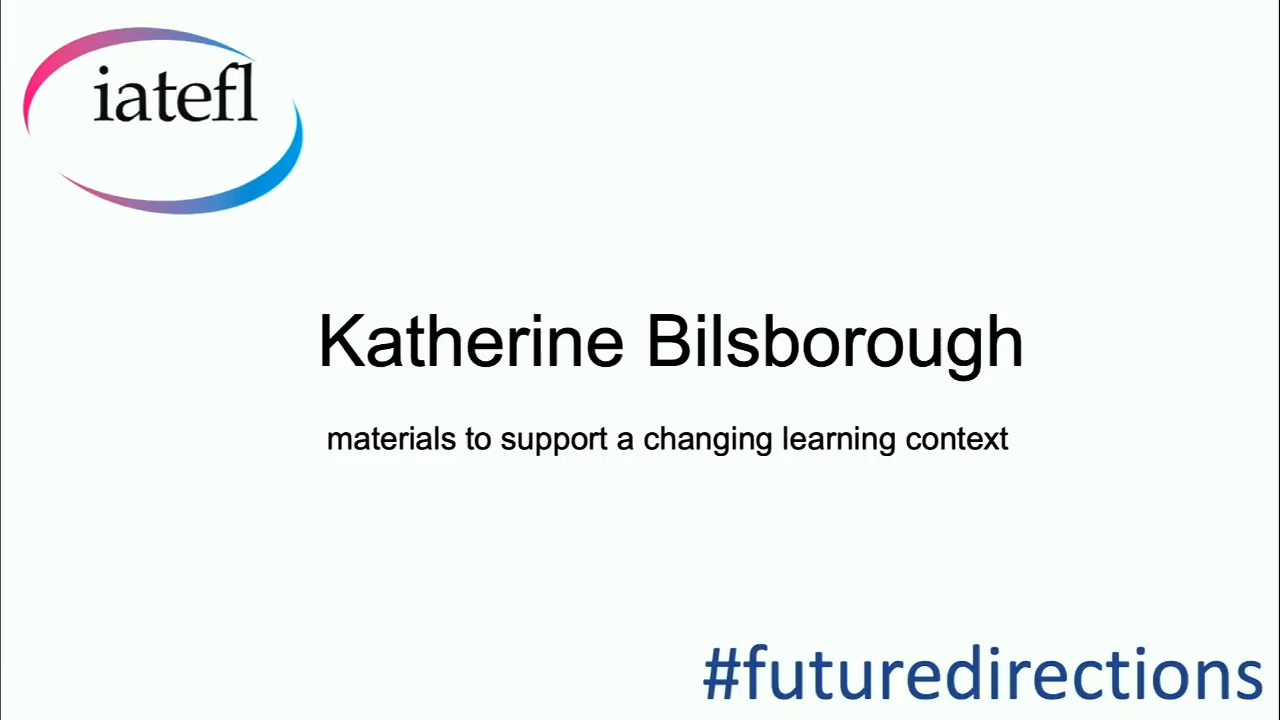 iatefl
Katherine Bilsborough
materials to support a changing learning context
#futuredirections